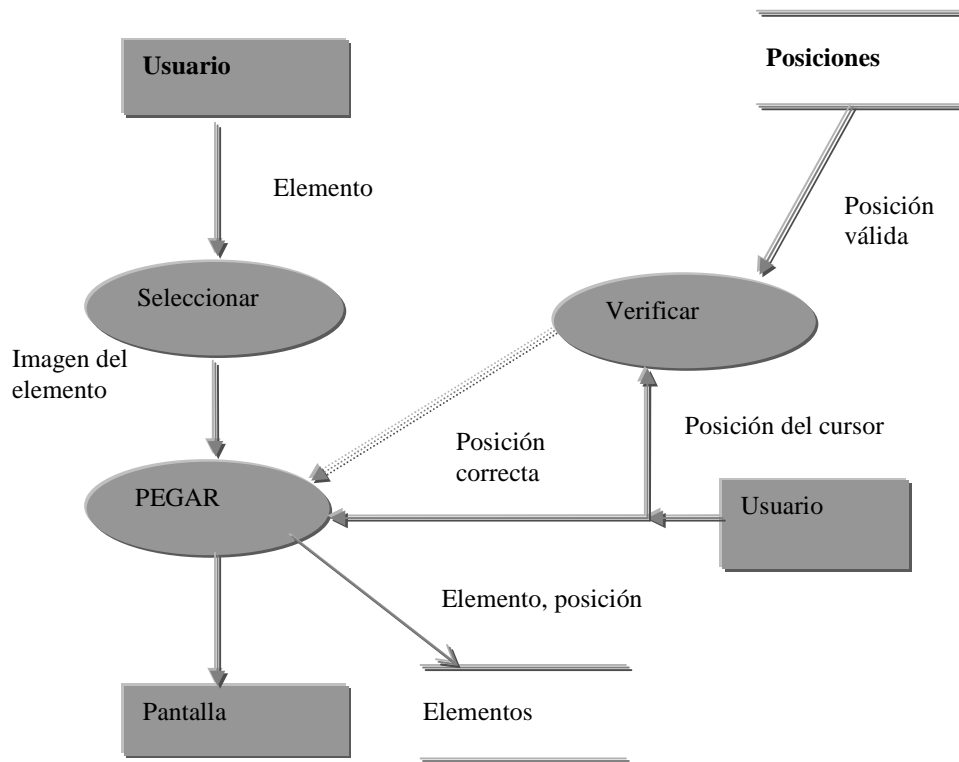 Usuario
Posiciones
Elemento
Posición
válida
Seleccionar
Verificar
Imagen del
elemento
Posición
correcta
Posición del cursor
PEGAR
Usuario
Elemento, posición
Pantalla
Elementos